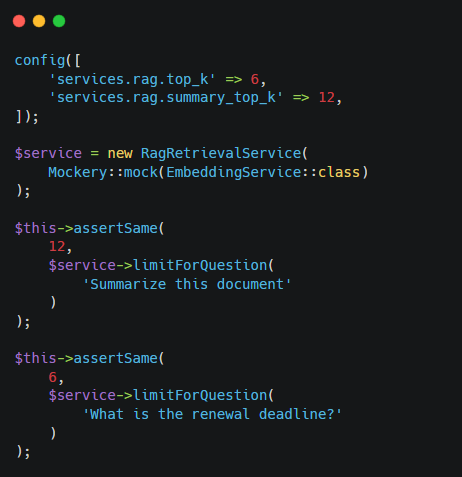 config([
    'services.rag.top_k' => 6,
    'services.rag.summary_top_k' => 12,
]);

$service = new RagRetrievalService(
    Mockery::mock(EmbeddingService::class)
);

$this->assertSame(
    12,
    $service->limitForQuestion(
        'Summarize this document'
    )
);

$this->assertSame(
    6,
    $service->limitForQuestion(
        'What is the renewal deadline?'
    )
);